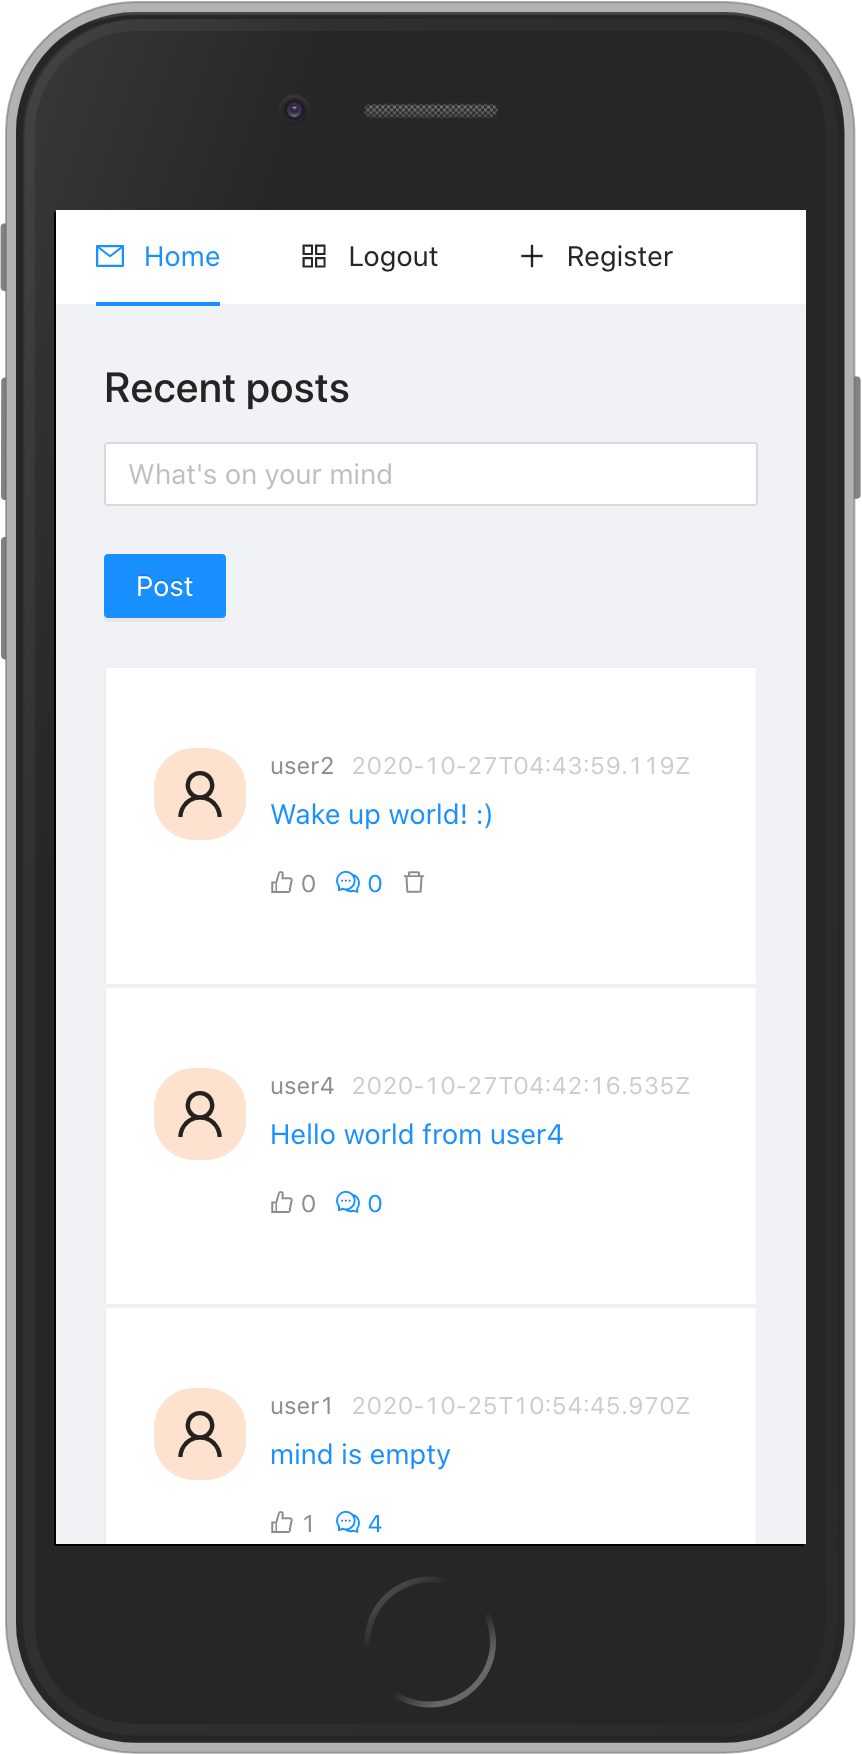 Home Logout Register
Recent posts
What's on your mind
Post
user2 2020-10-27T04:43:59.119Z
Wake up world! :)
0 0
user4 2020-10-27T04:42:16.535Z
Hello world from user4
0 0
user1 2020-10-25T10:54:45.970Z
mind is empty
1 4